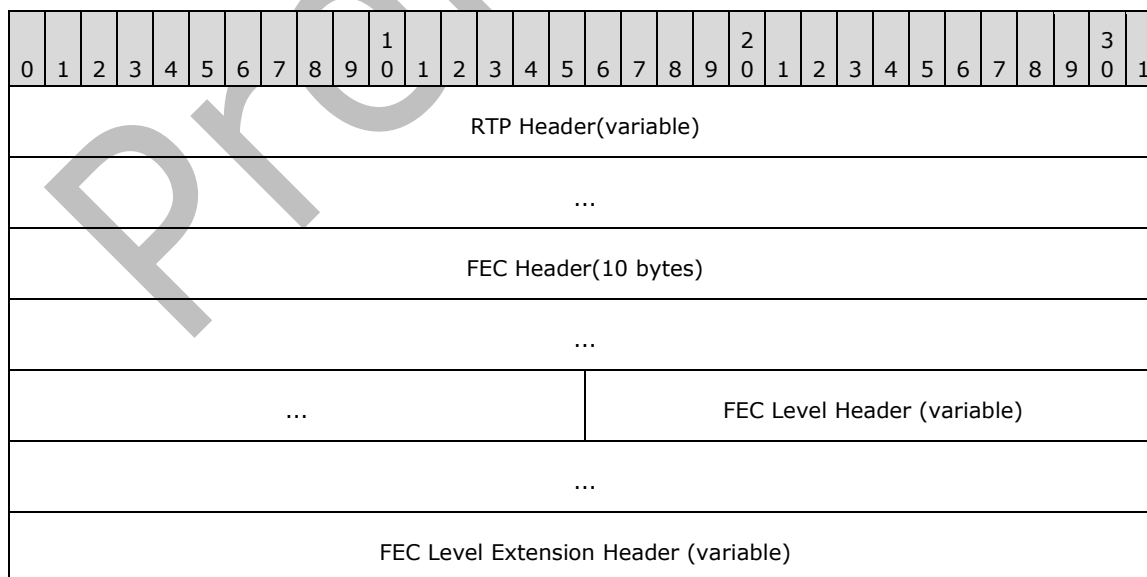 1 2 3
0 1 2 3 4 5 6 7 8 9 0 1 2 3 4 5 6 7 8 9 0 1 2 3 4 5 6 7 8 9 0 1
RTP Header(variable)
...
FEC Header(10 bytes)
...
... FEC Level Header (variable)
...
FEC Level Extension Header (variable)